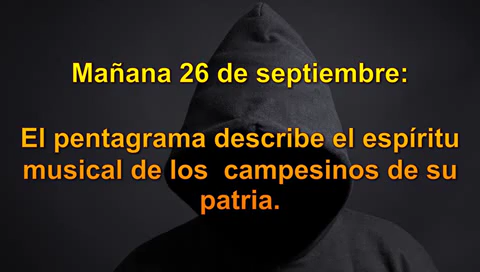 Mañana 26 de septiembre:
El pentagrama describe el espíritu
musical de los  campesinos de su
patria.